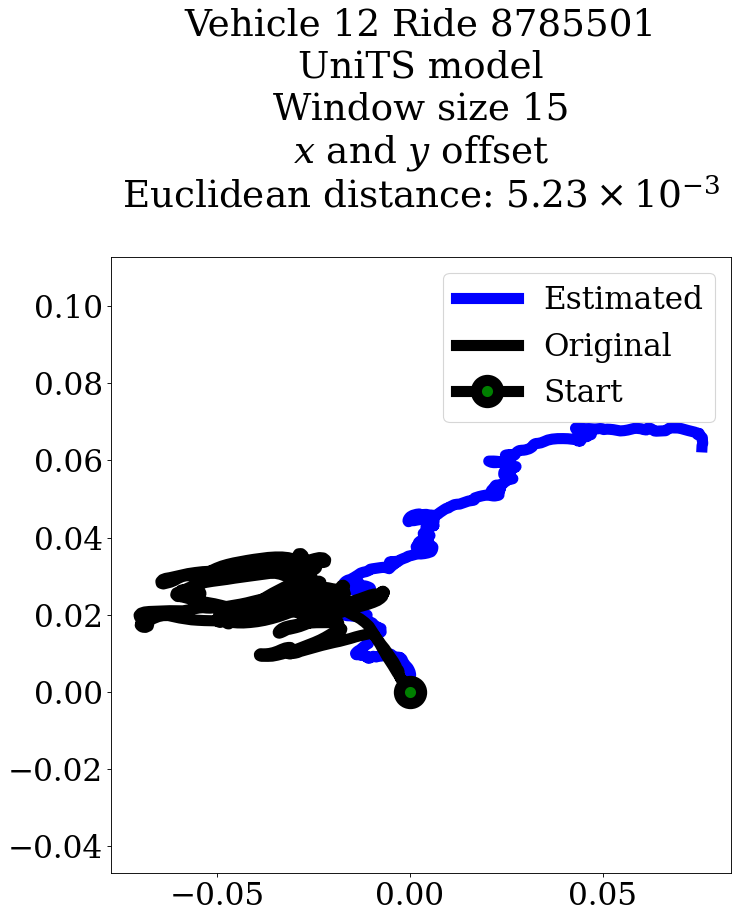 Vehicle 12 Ride 8785501
UniTS model
Window size 15
x and y offset
Euclidean distance: 5.23 × 10⁻³
Estimated
Original
Start
0.10
0.08
0.06
0.04
0.02
0.00
−0.02
−0.04
−0.05 0.00 0.05